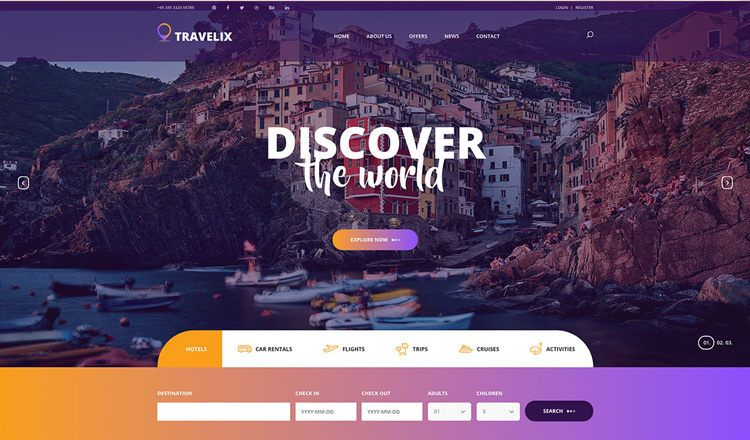 +45 345 3324 56789
LOGIN | REGISTER
TRAVELIX
HOME ABOUT US OFFERS NEWS CONTACT
DISCOVER
the world
EXPLORE NOW
01. 02. 03.
HOTELS CAR RENTALS FLIGHTS TRIPS CRUISES ACTIVITIES
DESTINATION CHECK IN CHECK OUT ADULTS CHILDREN
YYYY-MM-DD YYYY-MM-DD 01 0 SEARCH